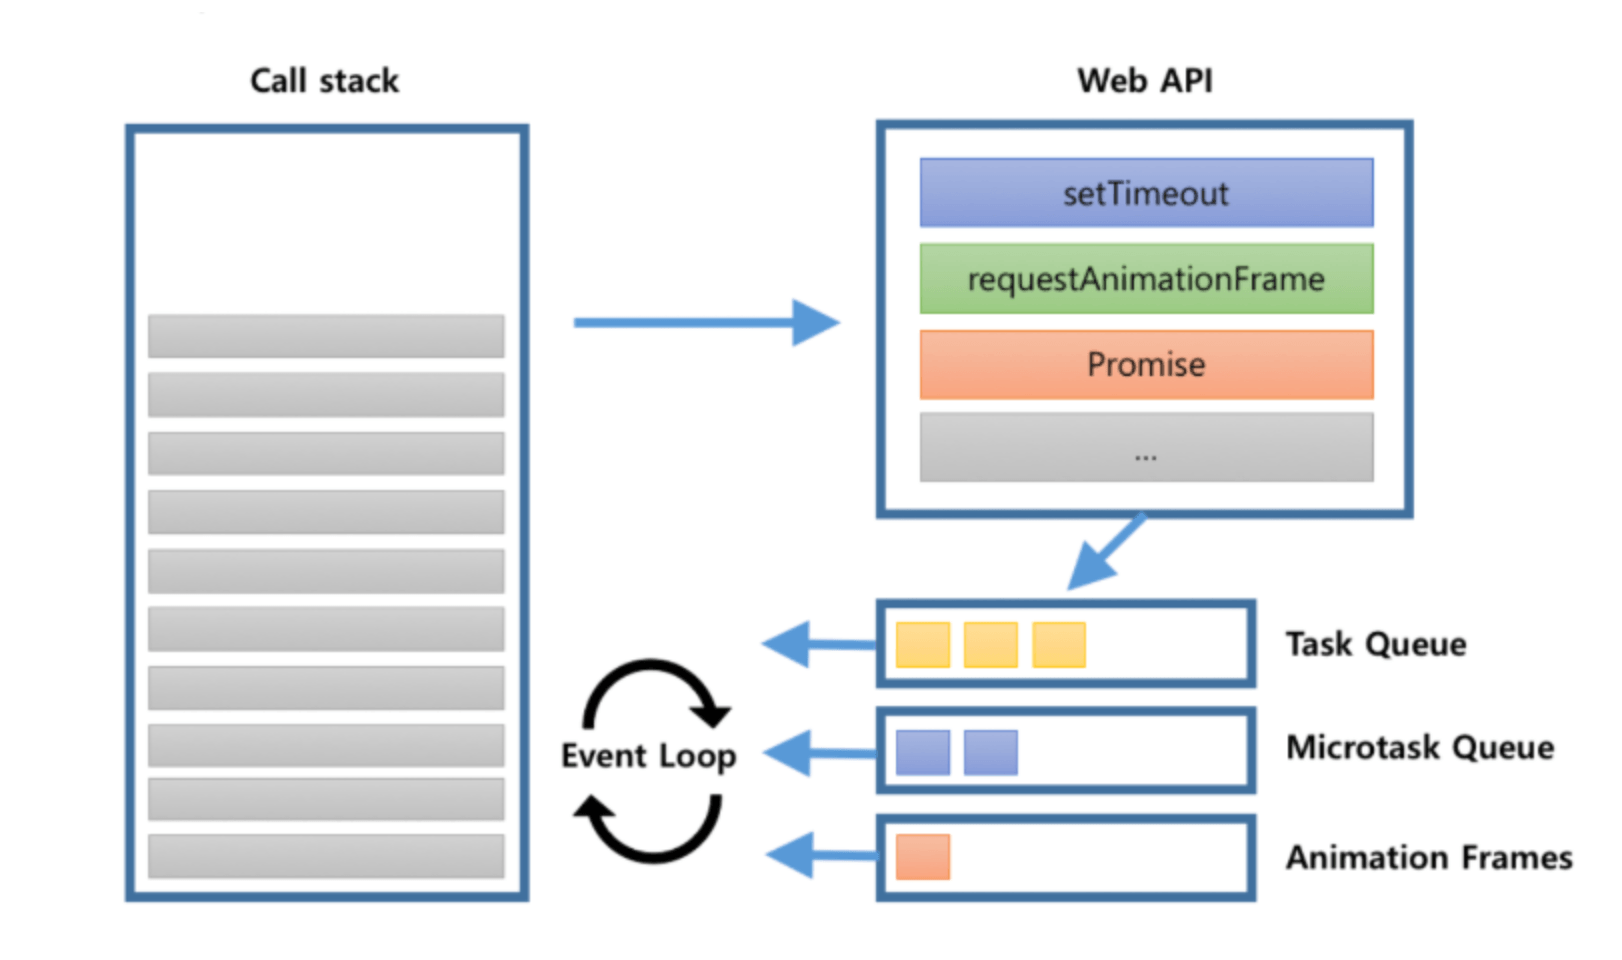 Call stack
Web API
setTimeout
requestAnimationFrame
Promise
...
Task Queue
Event Loop
Microtask Queue
Animation Frames